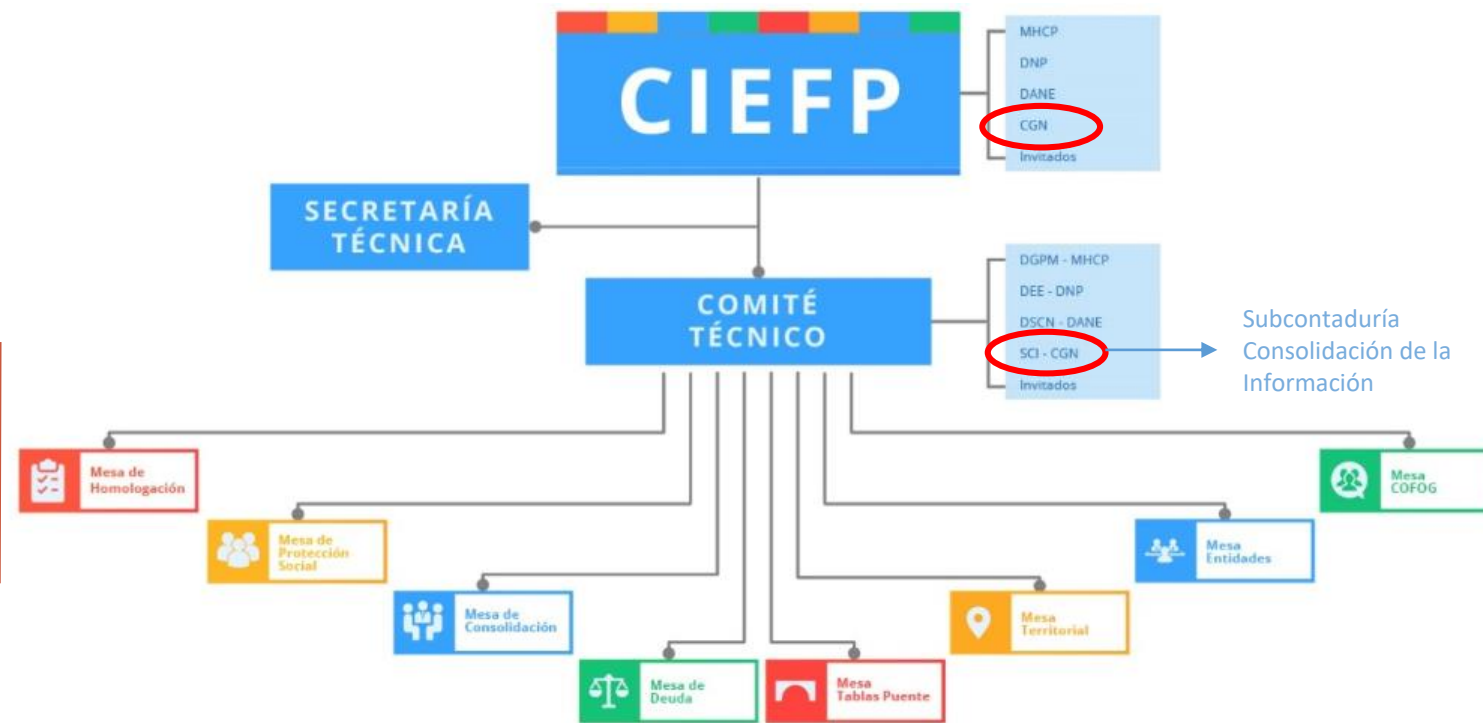 CIEFP
MHCP
DNP
DANE
CGN
Invitados
SECRETARÍA
TÉCNICA
COMITÉ
TÉCNICO
DGPM - MHCP
DEE - DNP
DSCN - DANE
SCI - CGN
Invitados
Subcontaduría
Consolidación de la
Información
Mesa de
Homologación
Mesa de
Protección
Social
Mesa de
Consolidación
Mesa de
Deuda
Mesa
Tablas Puente
Mesa
Territorial
Mesa
Entidades
Mesa
COFOG